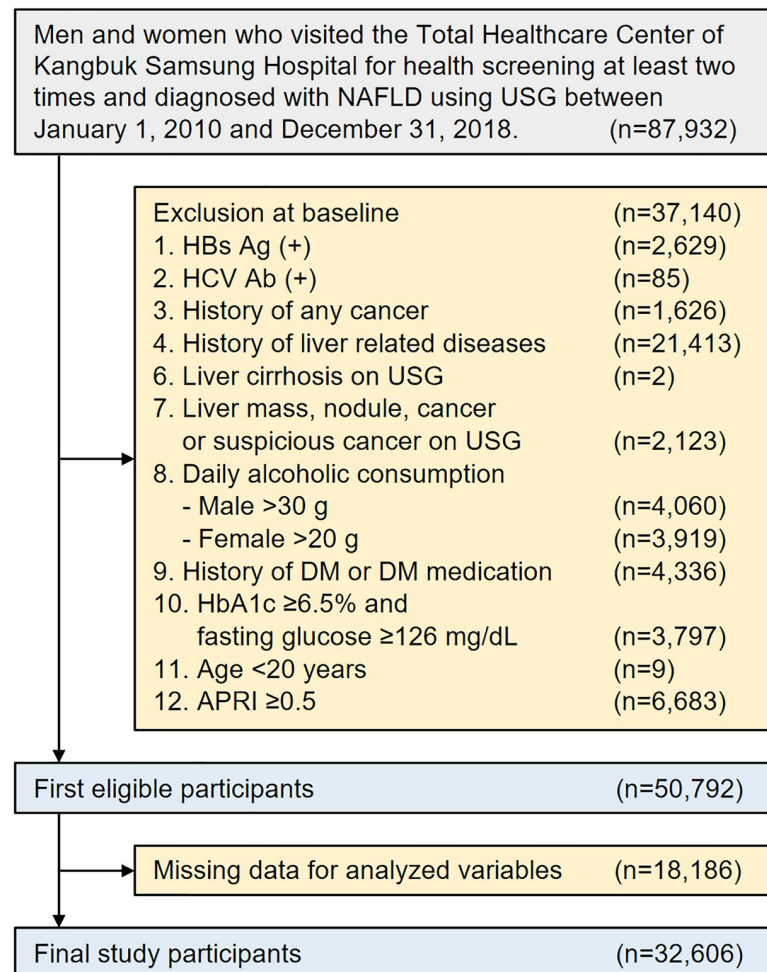 Men and women who visited the Total Healthcare Center of
Kangbuk Samsung Hospital for health screening at least two
times and diagnosed with NAFLD using USG between
January 1, 2010 and December 31, 2018. (n=87,932)
Exclusion at baseline (n=37,140)
1. HBs Ag (+) (n=2,629)
2. HCV Ab (+) (n=85)
3. History of any cancer (n=1,626)
4. History of liver related diseases (n=21,413)
6. Liver cirrhosis on USG (n=2)
7. Liver mass, nodule, cancer
or suspicious cancer on USG (n=2,123)
8. Daily alcoholic consumption
- Male >30 g (n=4,060)
- Female >20 g (n=3,919)
9. History of DM or DM medication (n=4,336)
10. HbA1c ≥6.5% and
fasting glucose ≥126 mg/dL (n=3,797)
11. Age <20 years (n=9)
12. APRI ≥0.5 (n=6,683)
First eligible participants (n=50,792)
Missing data for analyzed variables (n=18,186)
Final study participants (n=32,606)